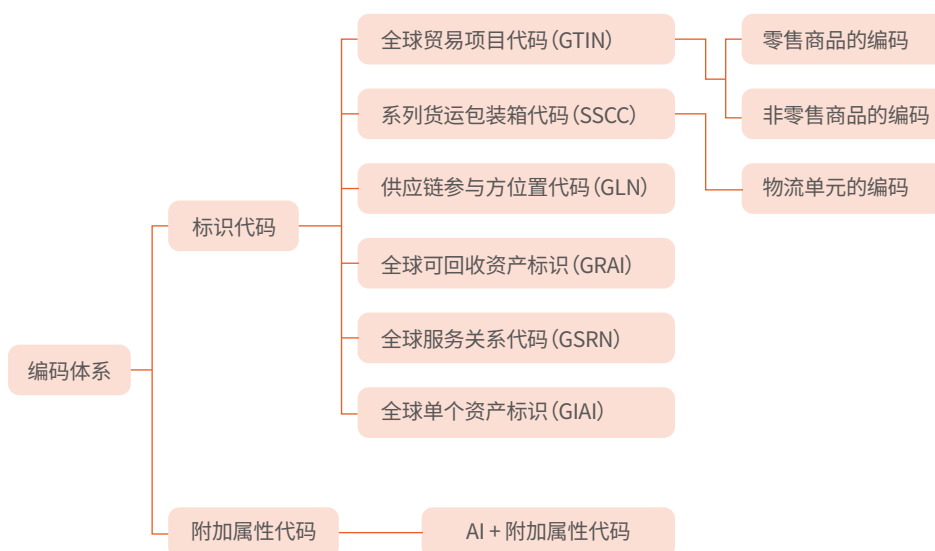 全球贸易项目代码(GTIN)
零售商品的编码
非零售商品的编码
系列货运包装箱代码(SSCC)
物流单元的编码
供应链参与方位置代码(GLN)
标识代码
全球可回收资产标识(GRAI)
全球服务关系代码(GSRN)
编码体系
全球单个资产标识(GIAI)
附加属性代码
AI + 附加属性代码